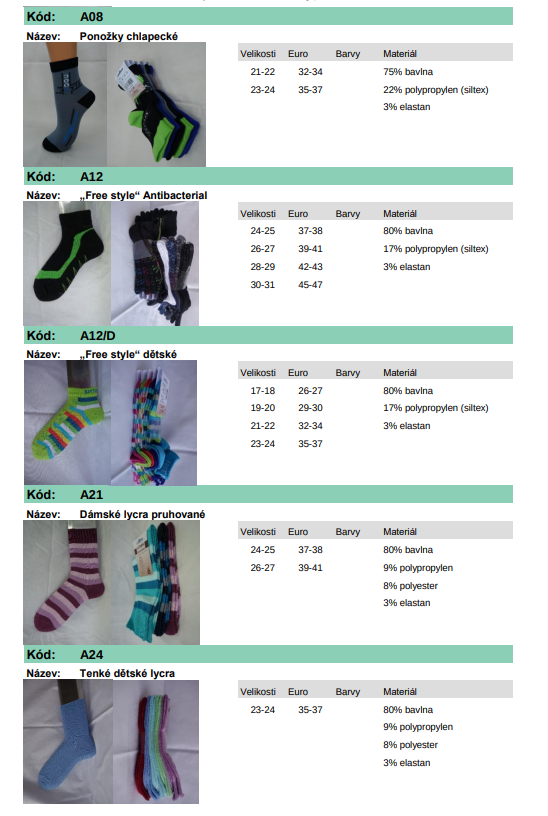 Kód: A08
Název: Ponožky chlapecké
Velikosti Euro Barvy Materiál
21-22 32-34 75% bavlna
23-24 35-37 22% polypropylen (siltex)
3% elastan
Kód: A12
Název: „Free style“ Antibacterial
Velikosti Euro Barvy Materiál
24-25 37-38 80% bavlna
26-27 39-41 17% polypropylen (siltex)
28-29 42-43 3% elastan
30-31 45-47
Kód: A12/D
Název: „Free style“ dětské
Velikosti Euro Barvy Materiál
17-18 26-27 80% bavlna
19-20 29-30 17% polypropylen (siltex)
21-22 32-34 3% elastan
23-24 35-37
Kód: A21
Název: Dámské lycra pruhované
Velikosti Euro Barvy Materiál
24-25 37-38 80% bavlna
26-27 39-41 9% polypropylen
8% polyester
3% elastan
Kód: A24
Název: Tenké dětské lycra
Velikosti Euro Barvy Materiál
23-24 35-37 80% bavlna
9% polypropylen
8% polyester
3% elastan